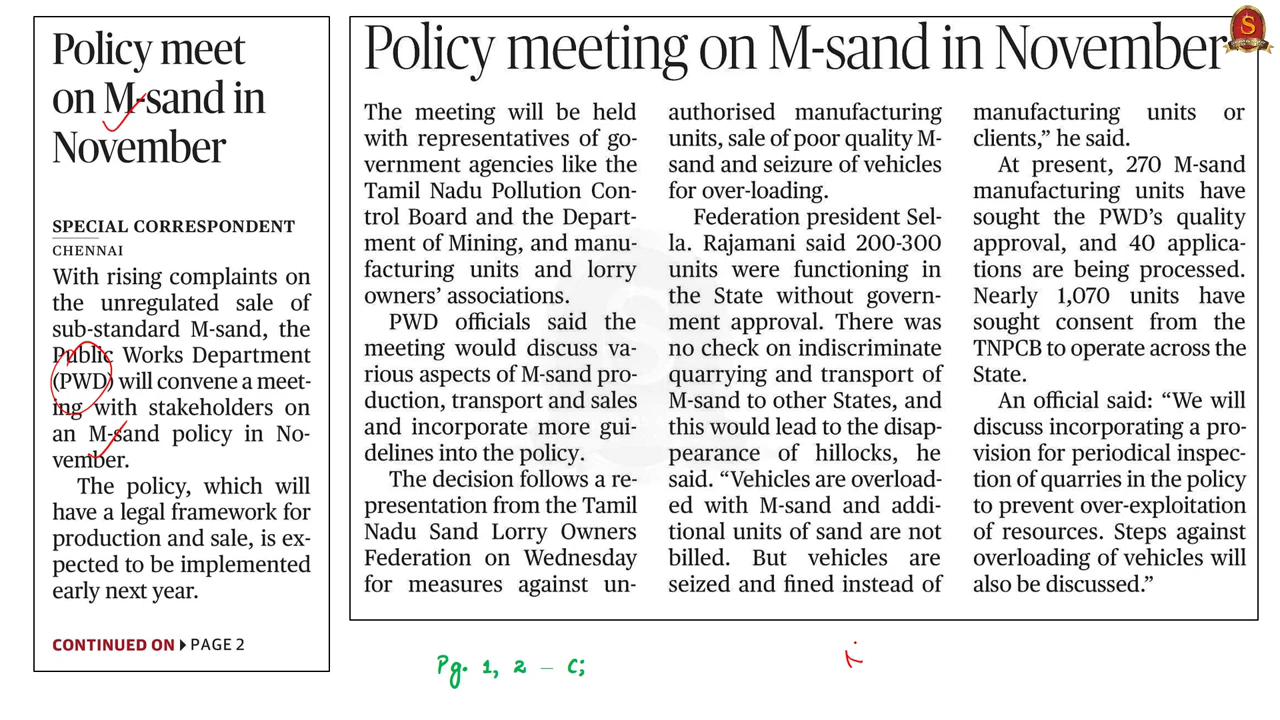 Policy meet
on M-sand in
November
SPECIAL CORRESPONDENT
CHENNAI
With rising complaints on
the unregulated sale of
sub-standard M-sand, the
Public Works Department
(PWD) will convene a meet-
ing with stakeholders on
an M-sand policy in No-
vember.
The policy, which will
have a legal framework for
production and sale, is ex-
pected to be implemented
early next year.
CONTINUED ON PAGE 2
Policy meeting on M-sand in November
The meeting will be held
with representatives of go-
vernment agencies like the
Tamil Nadu Pollution Con-
trol Board and the Depart-
ment of Mining, and manu-
facturing units and lorry
owners’ associations.
PWD officials said the
meeting would discuss va-
rious aspects of M-sand pro-
duction, transport and sales
and incorporate more gui-
delines into the policy.
The decision follows a re-
presentation from the Tamil
Nadu Sand Lorry Owners
Federation on Wednesday
for measures against un-
authorised manufacturing
units, sale of poor quality M-
sand and seizure of vehicles
for over-loading.
Federation president Sel-
la. Rajamani said 200-300
units were functioning in
the State without govern-
ment approval. There was
no check on indiscriminate
quarrying and transport of
M-sand to other States, and
this would lead to the disap-
pearance of hillocks, he
said. “Vehicles are overload-
ed with M-sand and addi-
tional units of sand are not
billed. But vehicles are
seized and fined instead of
manufacturing units or
clients,” he said.
At present, 270 M-sand
manufacturing units have
sought the PWD’s quality
approval, and 40 applica-
tions are being processed.
Nearly 1,070 units have
sought consent from the
TNPCB to operate across the
State.
An official said: “We will
discuss incorporating a pro-
vision for periodical inspec-
tion of quarries in the policy
to prevent over-exploitation
of resources. Steps against
overloading of vehicles will
also be discussed.”
Pg. 1, 2 – C;
S